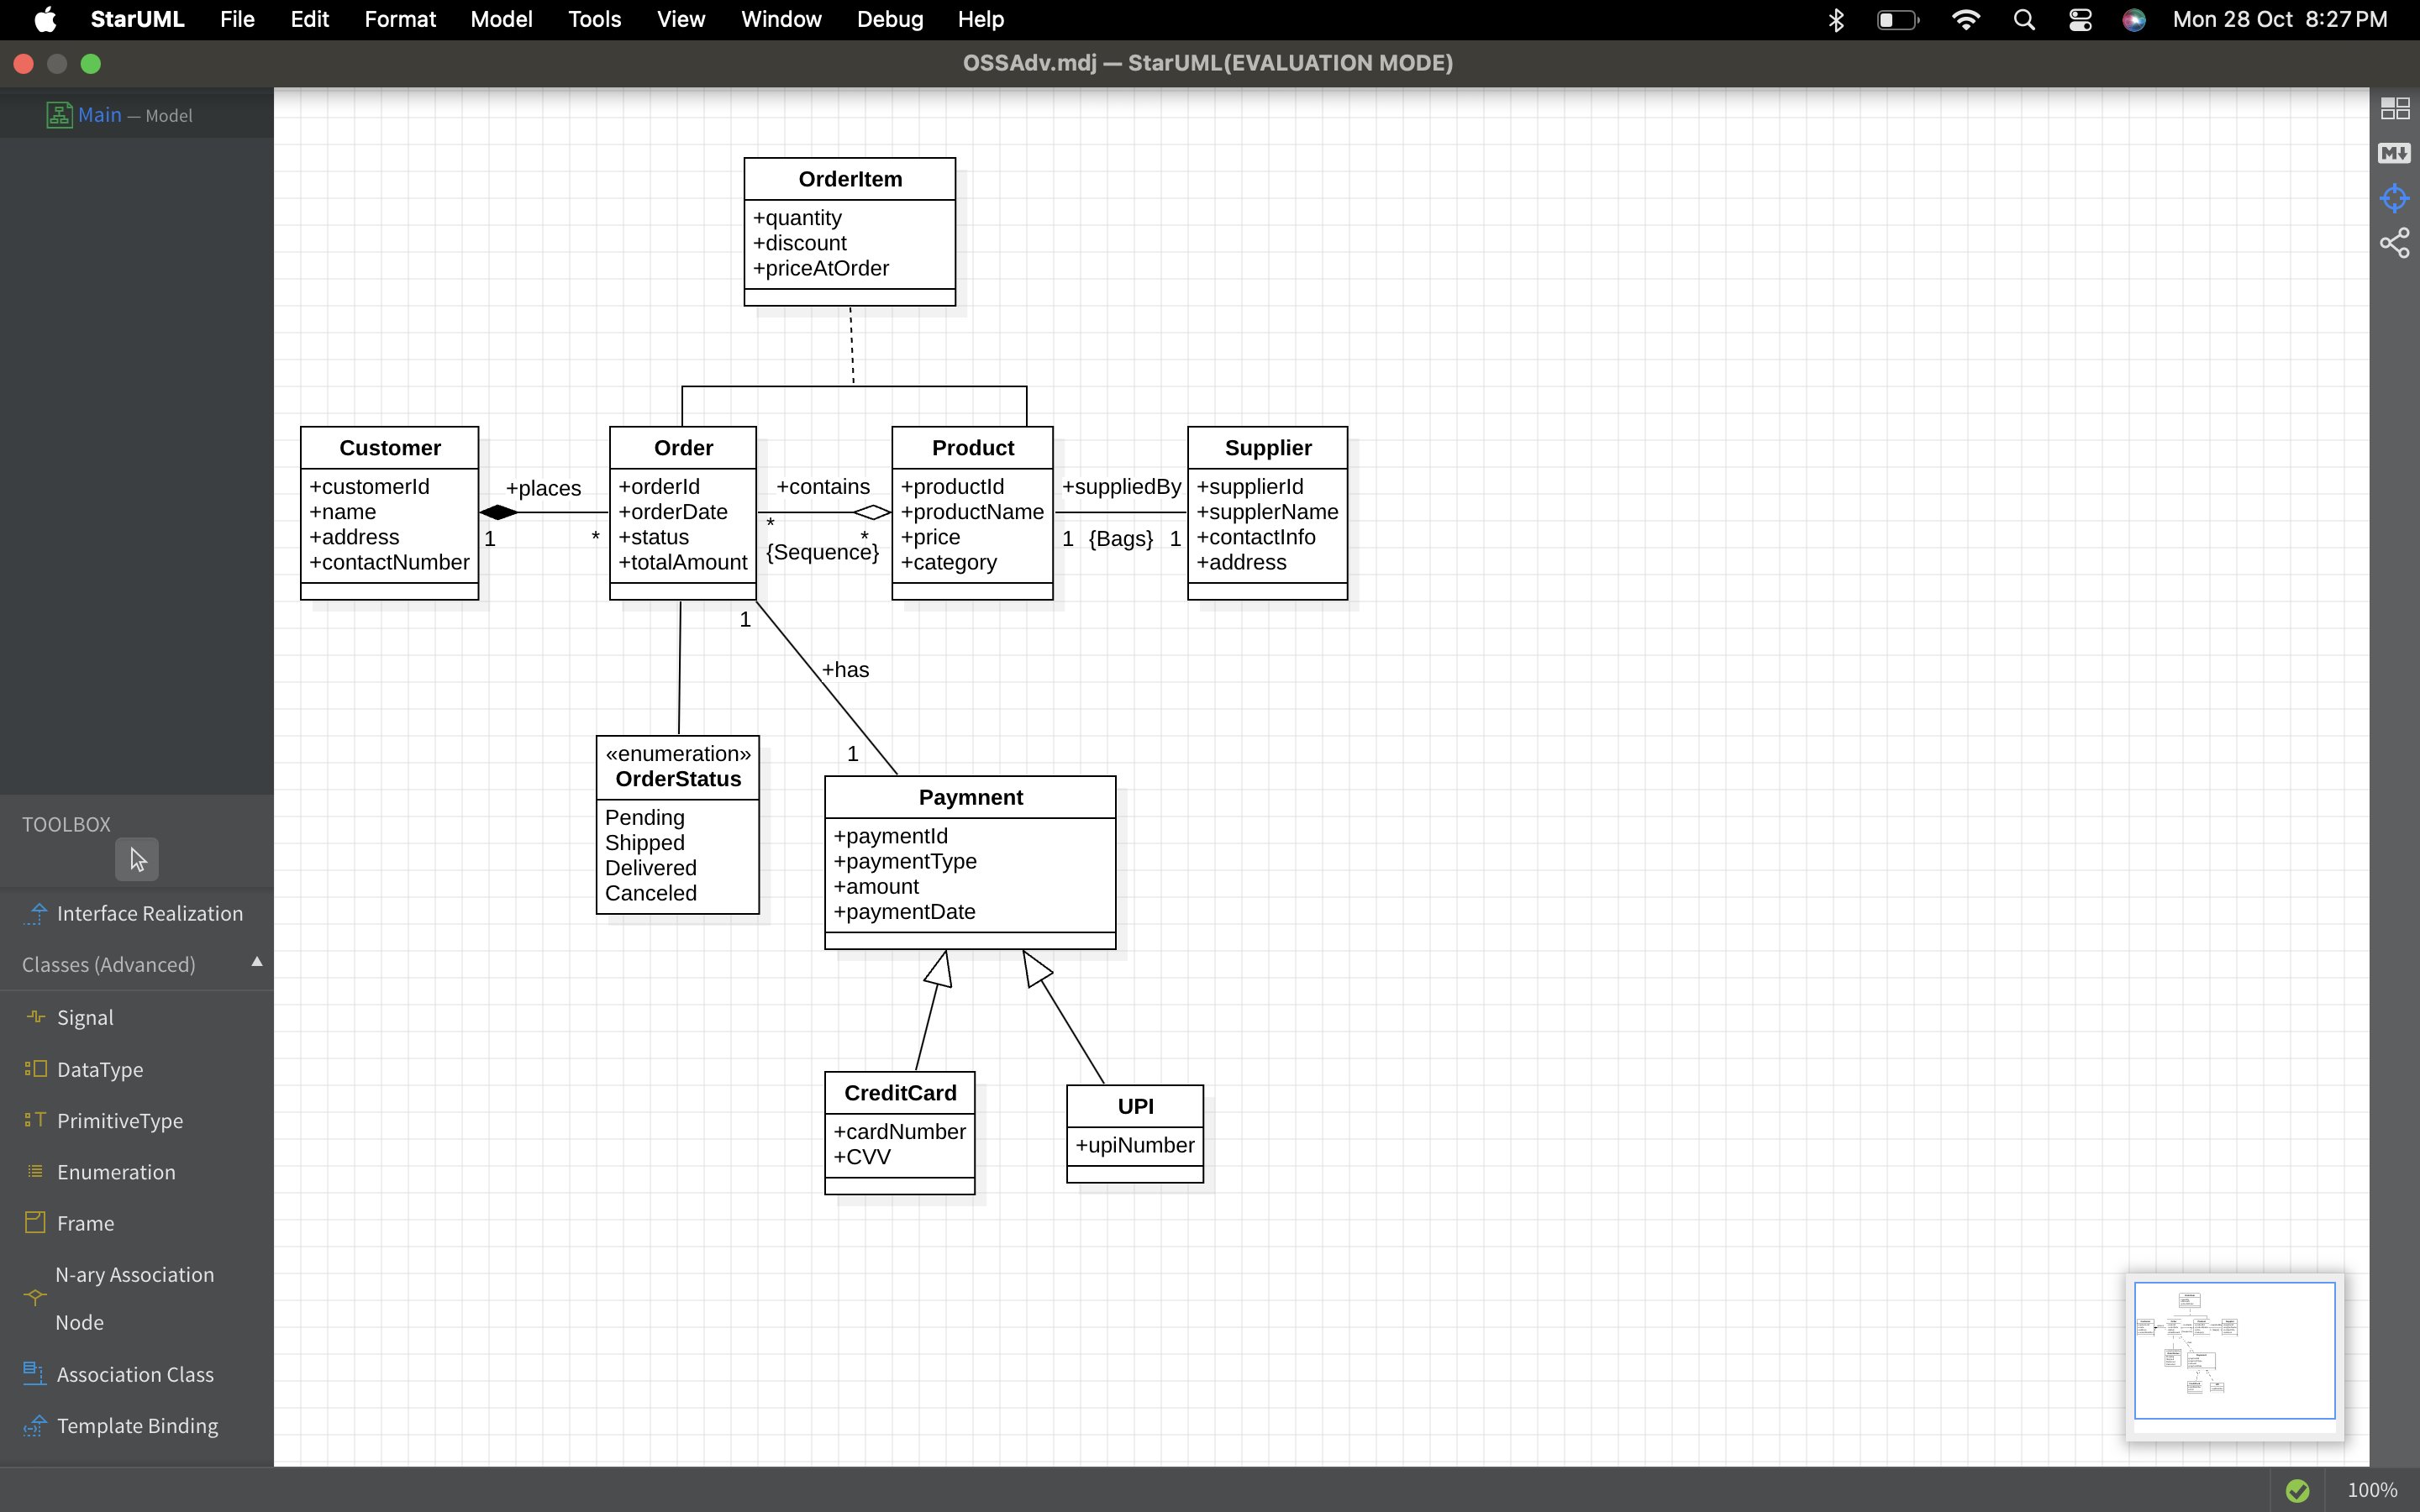 StarUML File Edit Format Model Tools View Window Debug Help Mon 28 Oct 8:27 PM
OSSAdv.mdj — StarUML(EVALUATION MODE)
Main — Model
OrderItem
+quantity
+discount
+priceAtOrder
Customer
+customerId
+name
+address
+contactNumber
+places
1
*
Order
+orderId
+orderDate
+status
+totalAmount
+contains
*
*
{Sequence}
Product
+productId
+productName
+price
+category
+suppliedBy
1 {Bags} 1
Supplier
+supplierId
+supplerName
+contactInfo
+address
1
+has
1
«enumeration»
OrderStatus
Pending
Shipped
Delivered
Canceled
Paymnent
+paymentId
+paymentType
+amount
+paymentDate
CreditCard
+cardNumber
+CVV
UPI
+upiNumber
TOOLBOX
Interface Realization
Classes (Advanced)
Signal
DataType
PrimitiveType
Enumeration
Frame
N-ary Association
Node
Association Class
Template Binding
M
100%